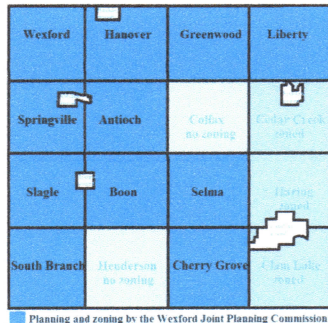 Wexford Hanover Greenwood Liberty
Springville Antioch Colfax Cedar Creek
no zoning zoned
Slagle Boon Selma Haring
zoned
South Branch Henderson Cherry Grove Clam Lake
no zoning zoned
Planning and zoning by the Wexford Joint Planning Commission